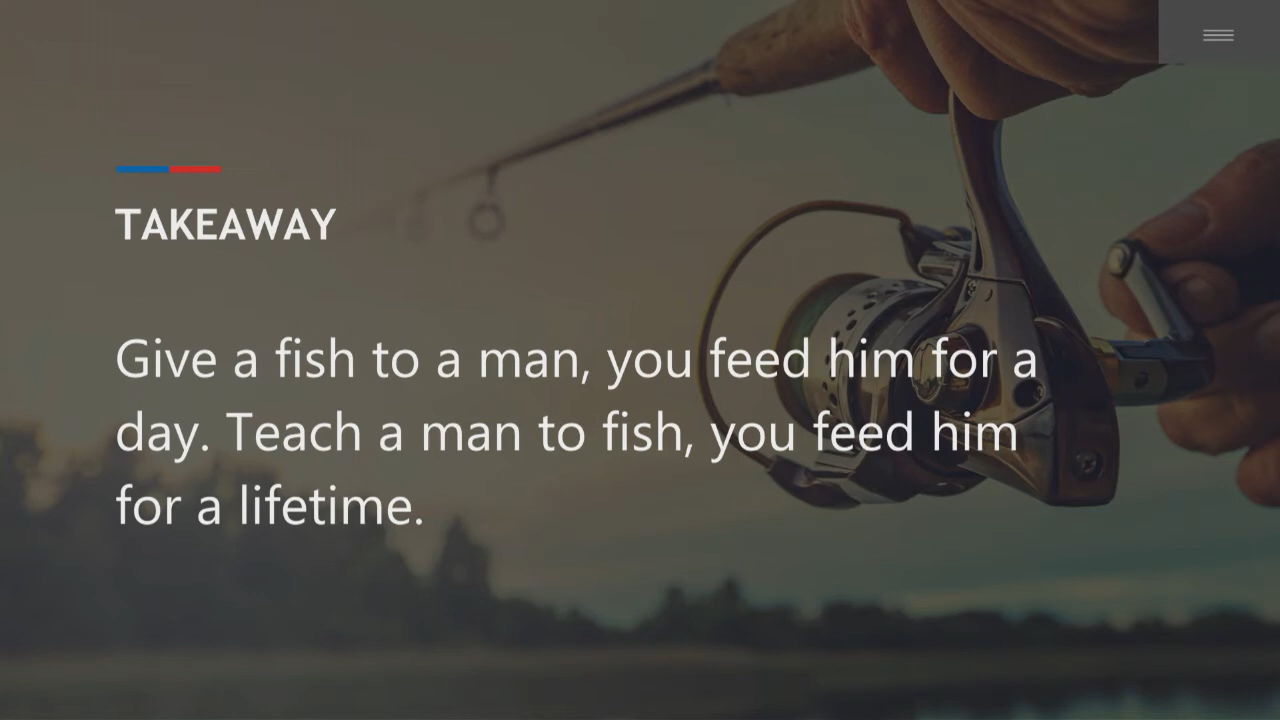 TAKEAWAY
Give a fish to a man, you feed him for a
day. Teach a man to fish, you feed him
for a lifetime.